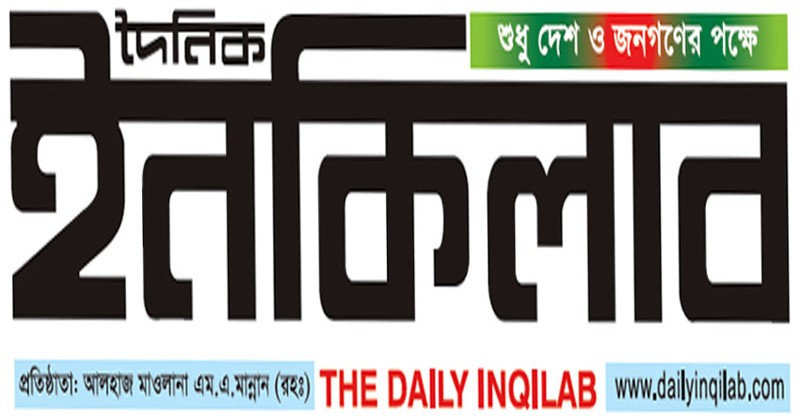 দৈনিক
শুধু দেশ ও জনগণের পক্ষে
ইনকিলাব
প্রতিষ্ঠাতা: আলহাজ মাওলানা এম.এ.মান্নান (রহঃ) THE DAILY INQILAB www.dailyinqilab.com